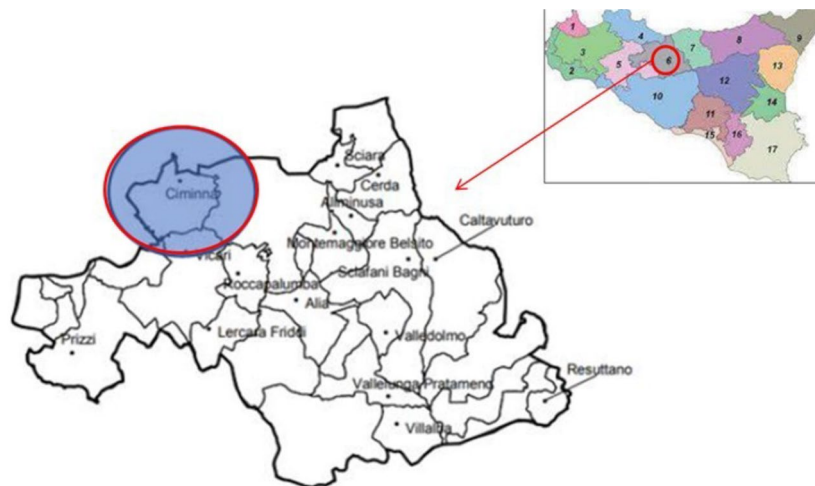 1
4
9
3
7
8
5
6
13
2
12
10
14
11
15
16
17
Sciara
Ciminna
Cerda
Aliminusa
Caltavuturo
Montemaggiore Belsito
Vicari
Sclafani Bagni
Roccapalumba
Alia
Lercara Friddi
Valledolmo
Prizzi
Resuttano
Vallelunga Pratameno
Villalba